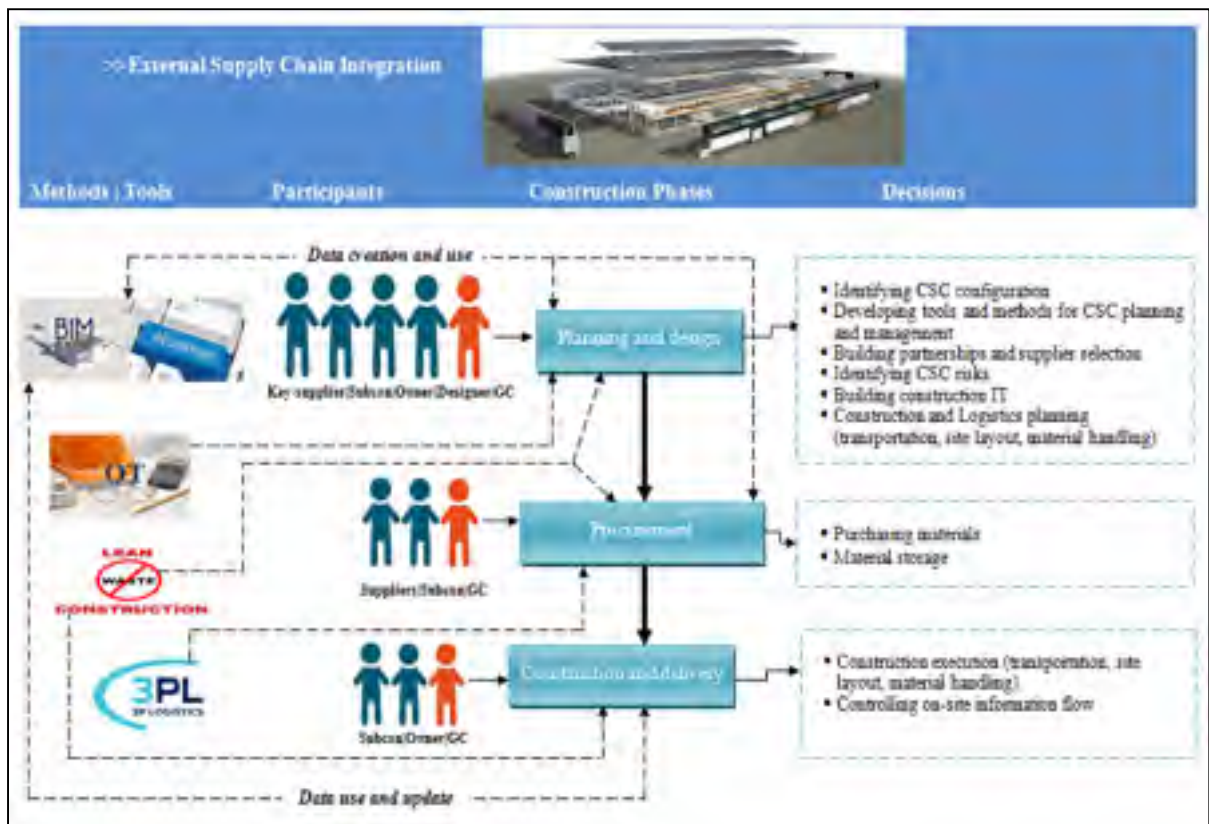 >> External Supply Chain Integration
Methods | Tools
Participants
Construction Phases
Decisions
Data creation and use
BIM
Key supplier/Subcon/Owner/Designer/GC
Planning and design
▪ Identifying CSC configuration
▪ Developing tools and methods for CSC planning
and management
▪ Building partnerships and supplier selection
▪ Identifying CSC risks
▪ Building construction IT
▪ Construction and Logistics planning
(transportation, site layout, material handling)
OT
Suppliers/Subcon/GC
Procurement
▪ Purchasing materials
▪ Material storage
LEAN
WASTE
CONSTRUCTION
3PL
3P LOGISTICS
Subcon/Owner/GC
Construction and delivery
▪ Construction execution (transportation, site
layout, material handling)
▪ Controlling on-site information flow
Data use and update